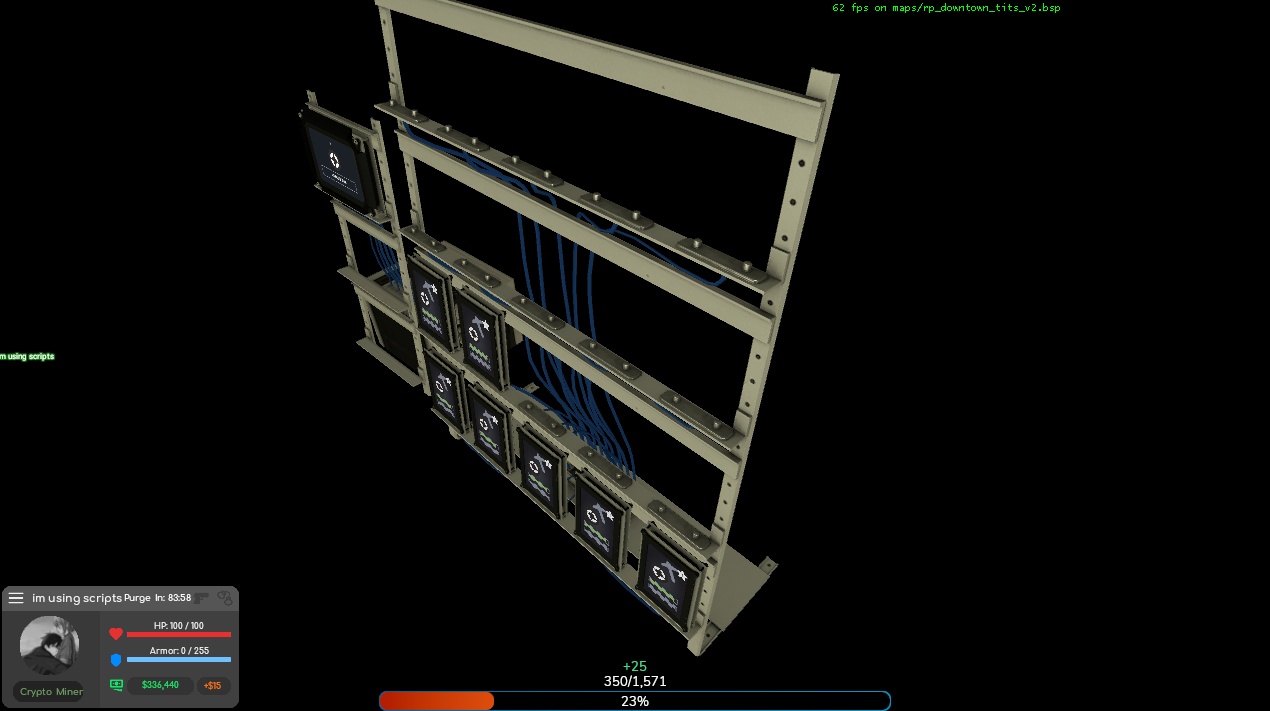 62 fps on maps/rp_downtown_tits_v2.bsp
m using scripts
im using scripts Purge In: 83:58
HP: 100 / 100
Armor: 0 / 255
Crypto Miner
$336,440
+$15
+25
350/1,571
23%